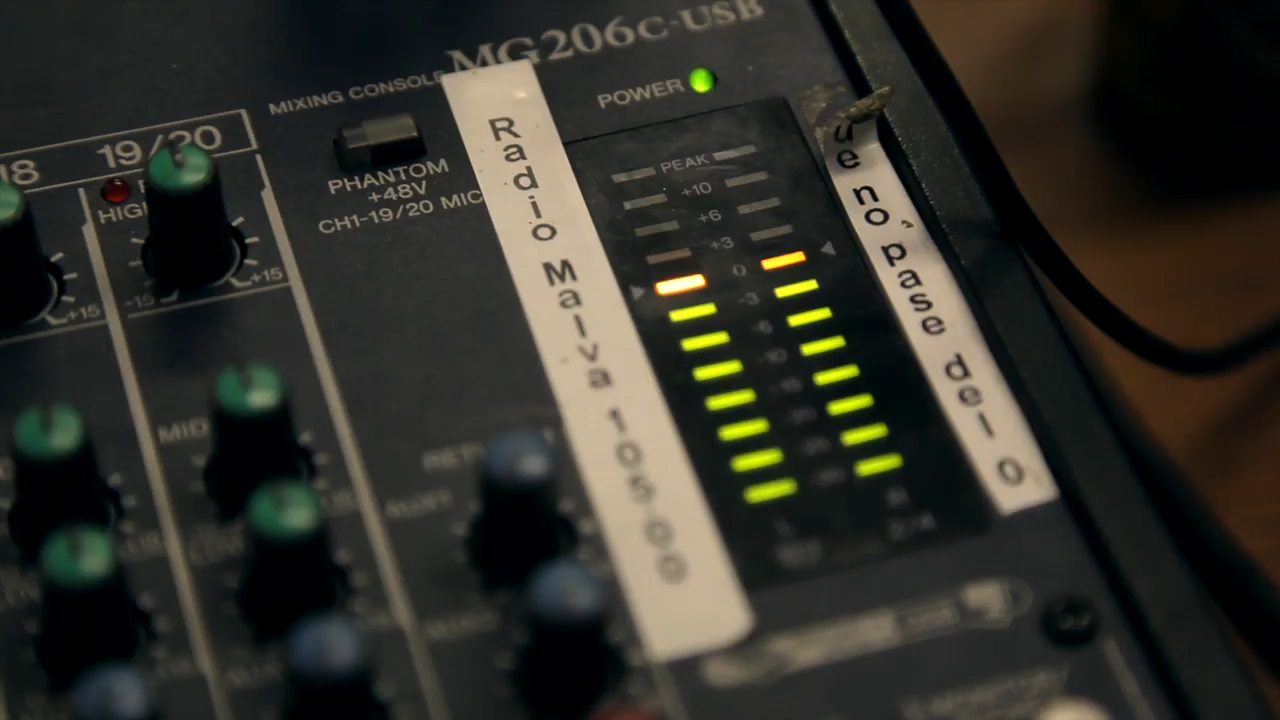 MG206C-USB
MIXING CONSOLE
POWER
18
19/20
PHANTOM
+48V
CH1-19/20 MIC
HIGH
+15
-15
+15
PEAK
+10
+6
+3
0
-3
-6
-10
MID
Radio Malva 105.00
ue no pase del 0
L
R